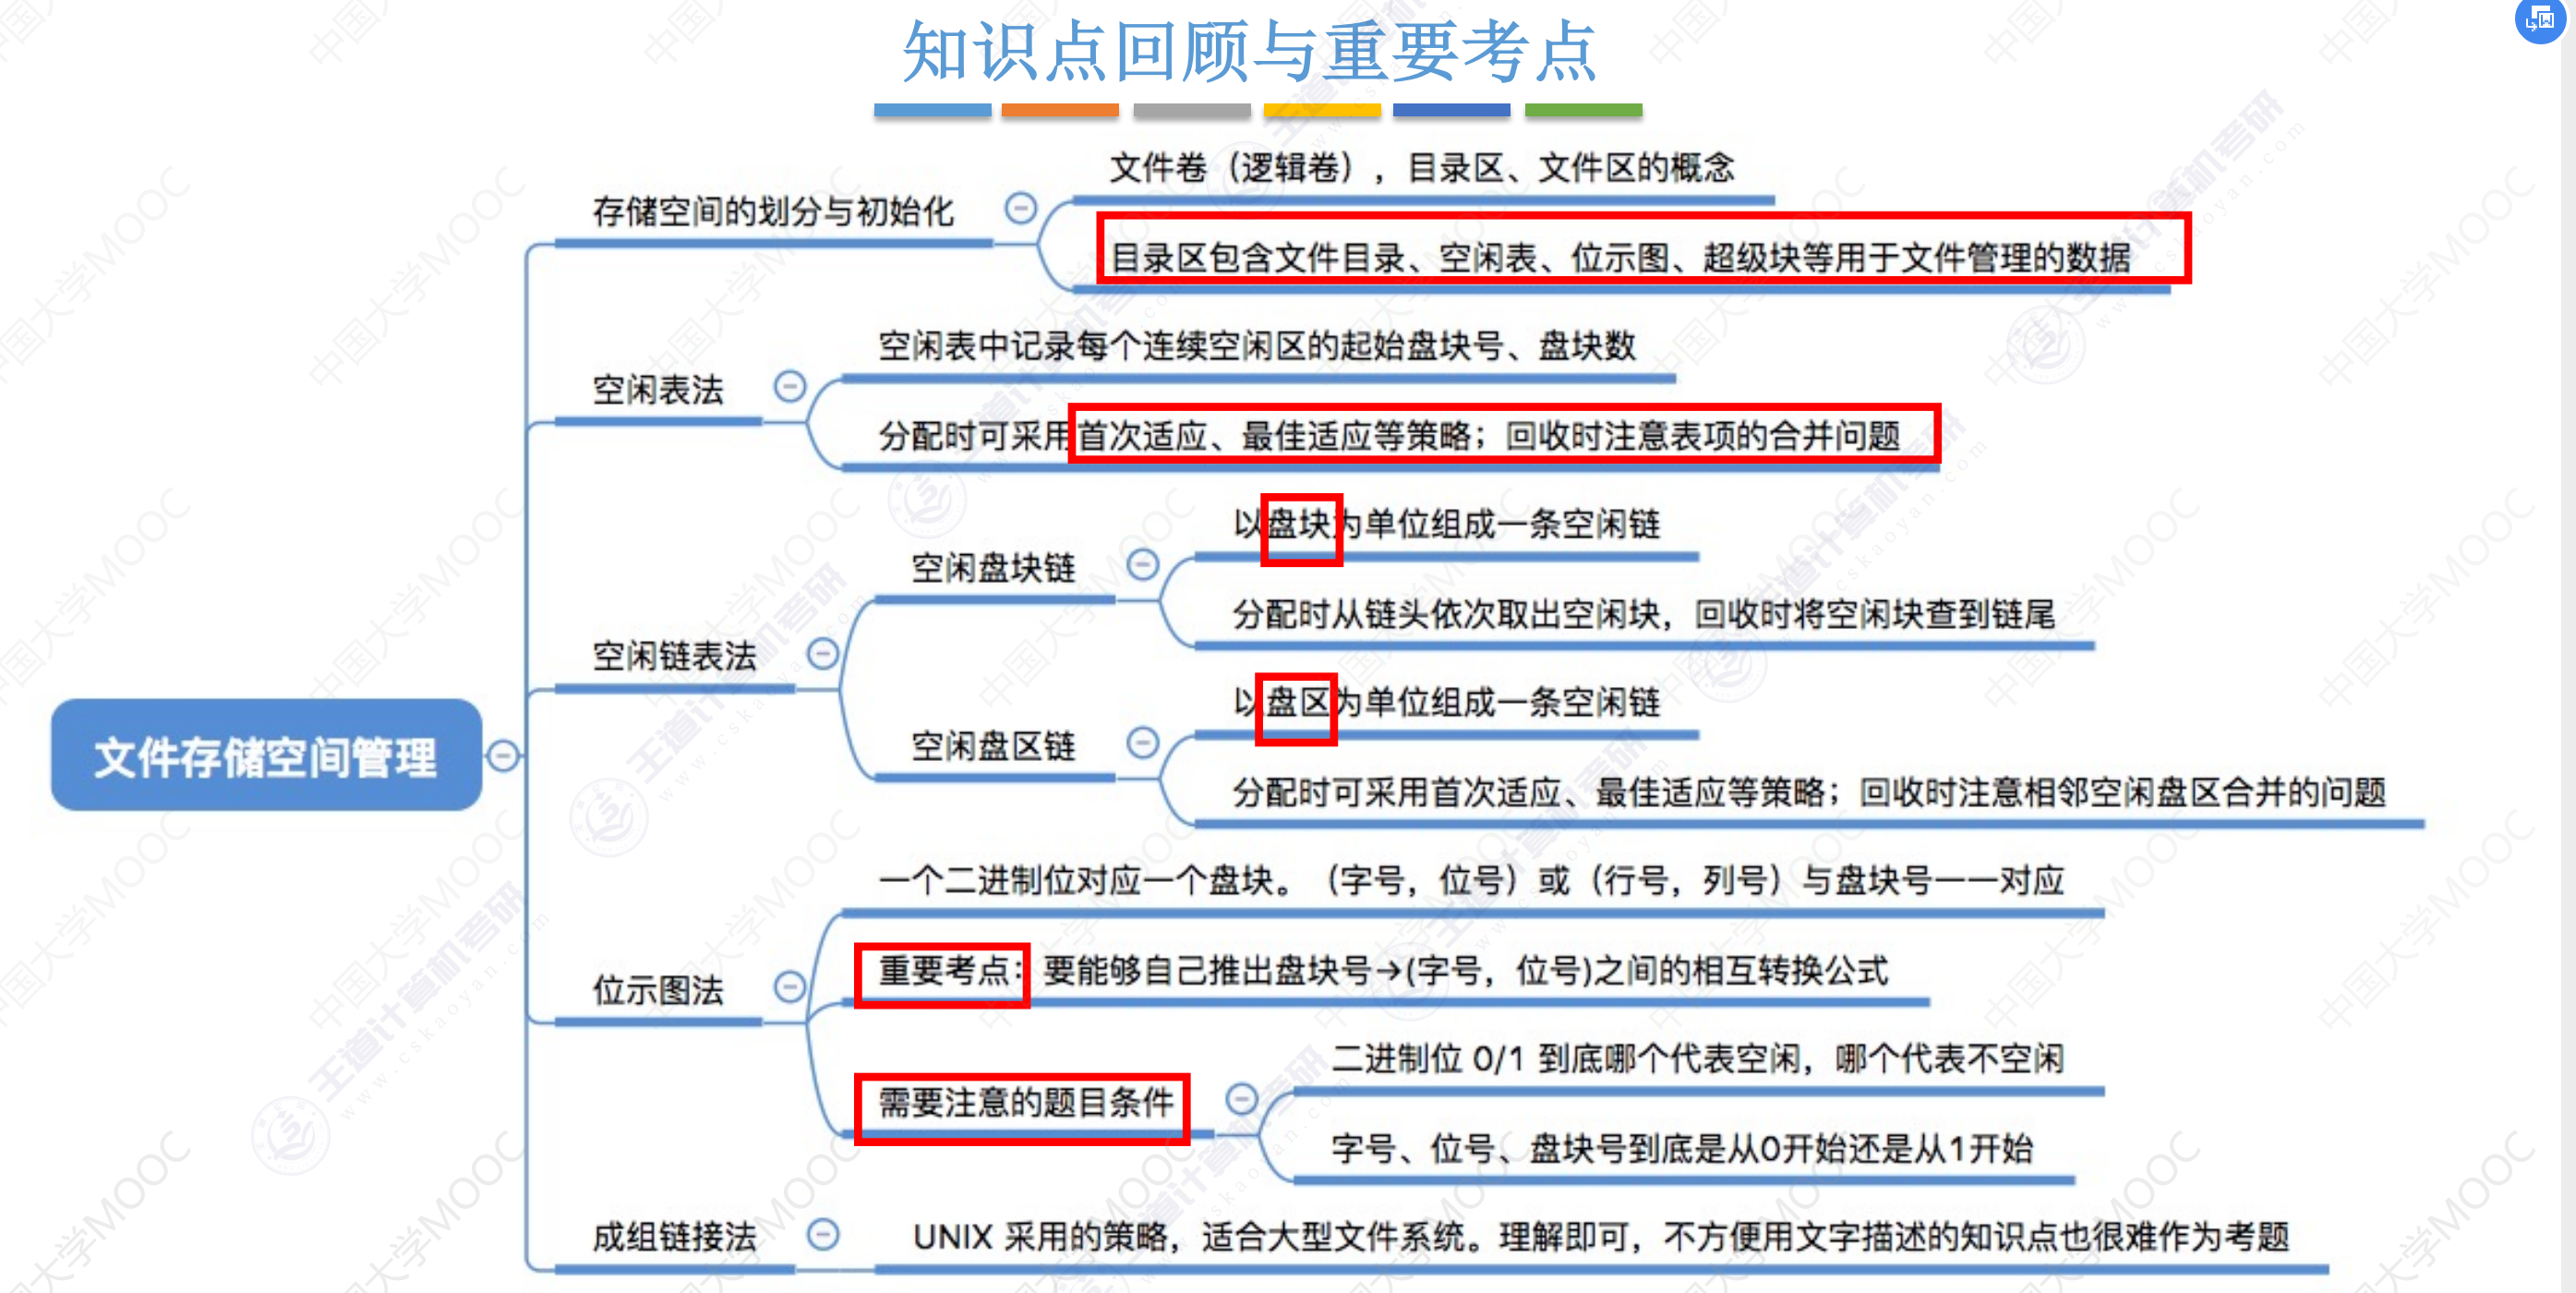 知识点回顾与重要考点
文件存储空间管理
存储空间的划分与初始化
文件卷（逻辑卷），目录区、文件区的概念
目录区包含文件目录、空闲表、位示图、超级块等用于文件管理的数据
空闲表法
空闲表中记录每个连续空闲区的起始盘块号、盘块数
分配时可采用首次适应、最佳适应等策略；回收时注意表项的合并问题
空闲链表法
空闲盘块链
以盘块为单位组成一条空闲链
分配时从链头依次取出空闲块，回收时将空闲块查到链尾
空闲盘区链
以盘区为单位组成一条空闲链
分配时可采用首次适应、最佳适应等策略；回收时注意相邻空闲盘区合并的问题
位示图法
一个二进制位对应一个盘块。（字号，位号）或（行号，列号）与盘块号一一对应
重要考点：要能够自己推出盘块号→(字号，位号)之间的相互转换公式
需要注意的题目条件
二进制位 0/1 到底哪个代表空闲，哪个代表不空闲
字号、位号、盘块号到底是从0开始还是从1开始
成组链接法
UNIX 采用的策略，适合大型文件系统。理解即可，不方便用文字描述的知识点也很难作为考题
中国大学MOOC
王道计算机考研
www.cskaoyan.com